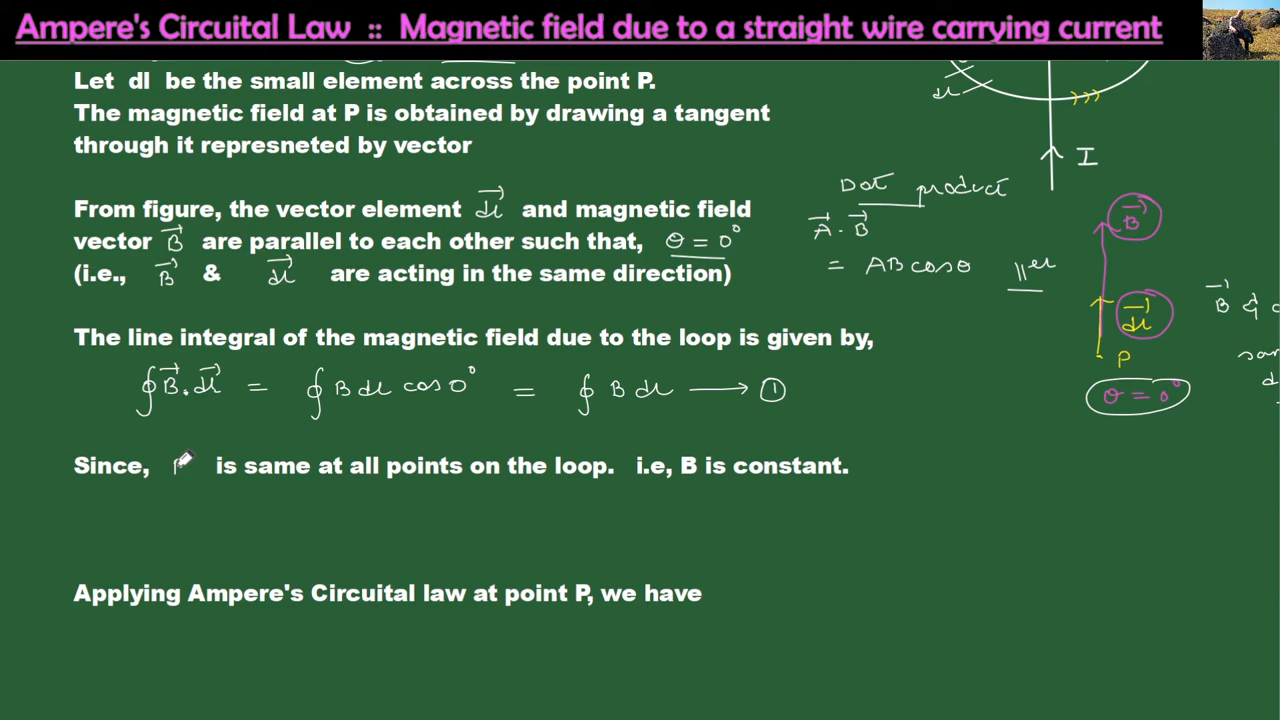 Ampere's Circuital Law :: Magnetic field due to a straight wire carrying current
Let dl be the small element across the point P.
The magnetic field at P is obtained by drawing a tangent
through it represneted by vector
From figure, the vector element dl and magnetic field
vector B are parallel to each other such that, θ = 0°
(i.e., B & dl are acting in the same direction)
The line integral of the magnetic field due to the loop is given by,
∮ B . dl = ∮ B dl cos 0° = ∮ B dl → ①
Since, is same at all points on the loop. i.e, B is constant.
Applying Ampere's Circuital law at point P, we have
dl
I
Dot product
A . B
= AB cos θ
|| el
B
dl
P
θ = 0°
B &